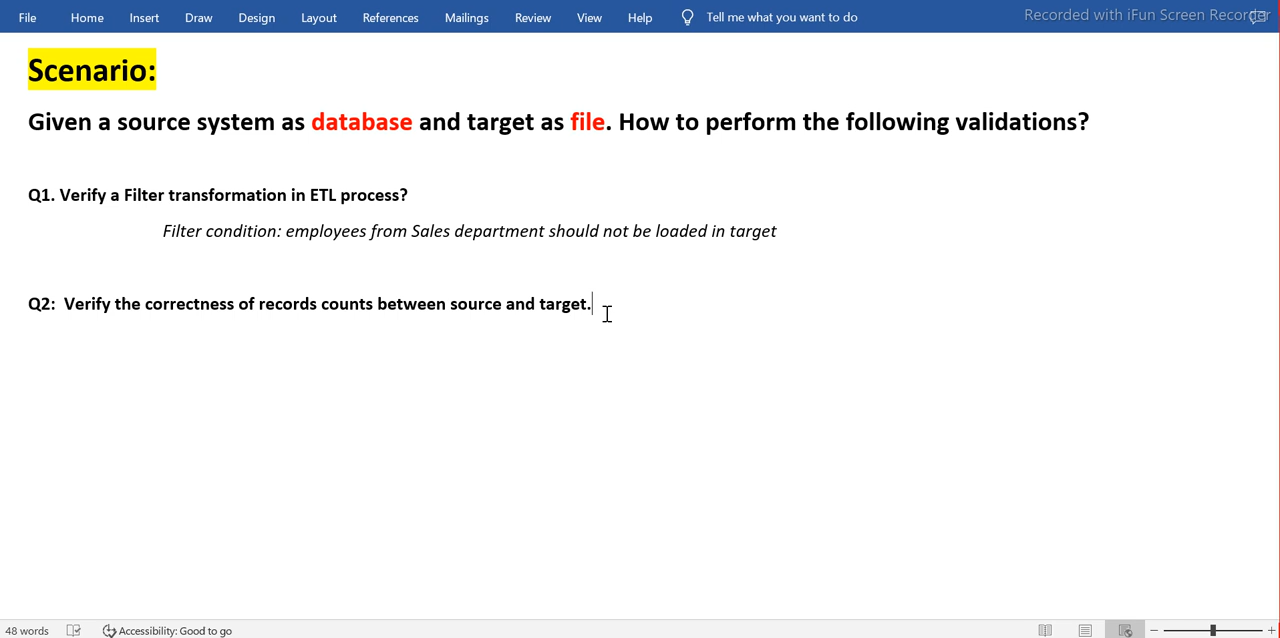 File Home Insert Draw Design Layout References Mailings Review View Help Tell me what you want to do
Recorded with iFun Screen Recorder
Scenario:
Given a source system as database and target as file. How to perform the following validations?
Q1. Verify a Filter transformation in ETL process?
Filter condition: employees from Sales department should not be loaded in target
Q2: Verify the correctness of records counts between source and target.
48 words Accessibility: Good to go